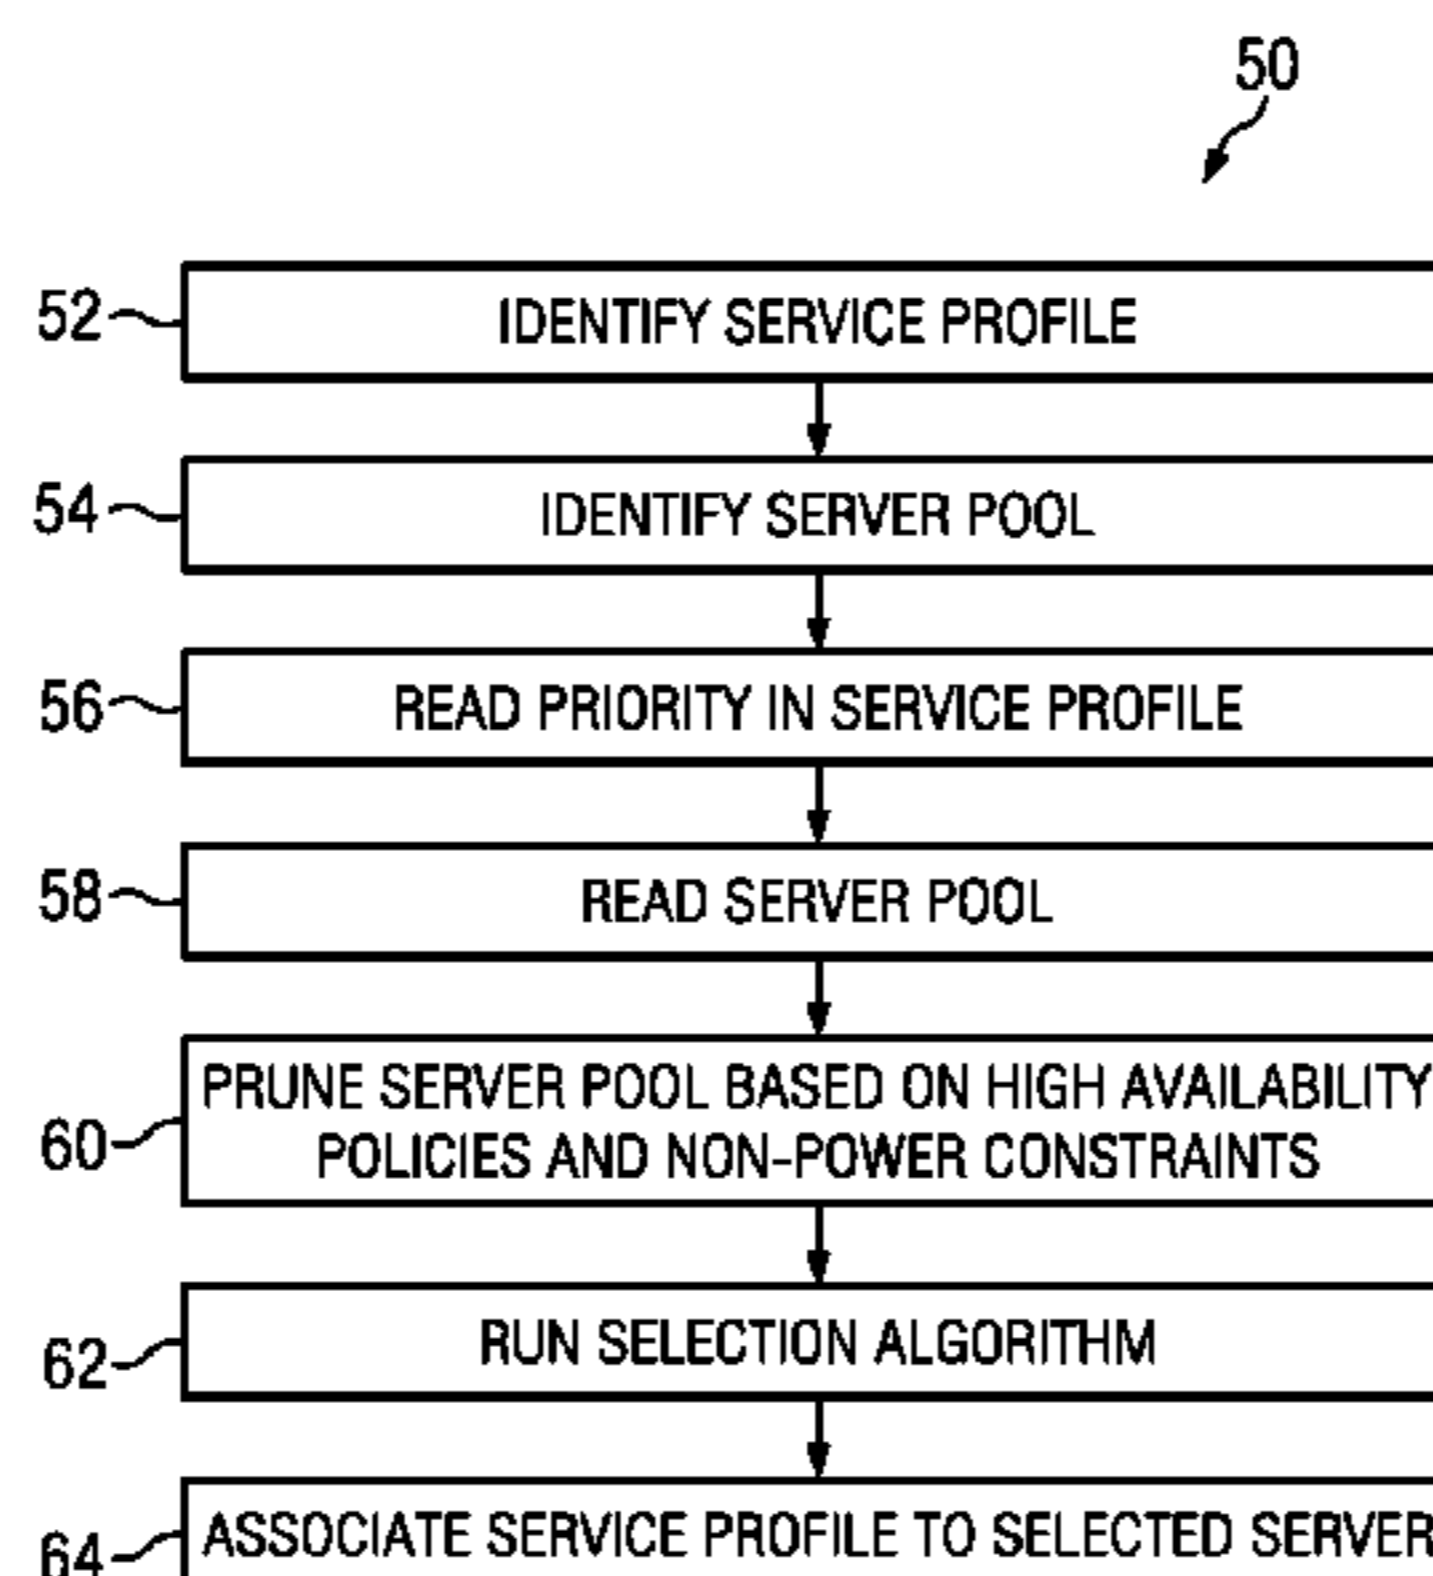 50
52 IDENTIFY SERVICE PROFILE
54 IDENTIFY SERVER POOL
56 READ PRIORITY IN SERVICE PROFILE
58 READ SERVER POOL
PRUNE SERVER POOL BASED ON HIGH AVAILABILITY
60 POLICIES AND NON-POWER CONSTRAINTS
62 RUN SELECTION ALGORITHM
64 ASSOCIATE SERVICE PROFILE TO SELECTED SERVER